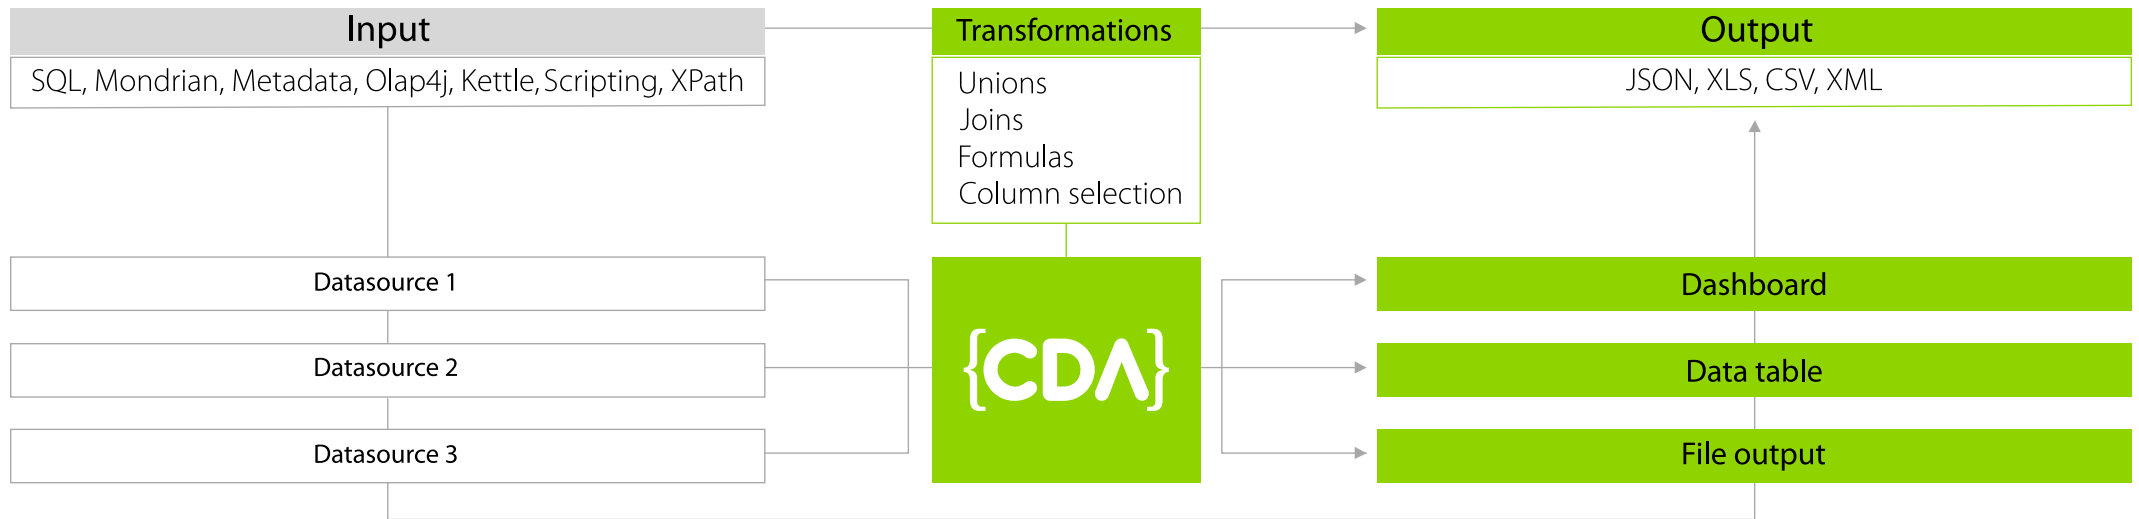 Input
SQL, Mondrian, Metadata, Olap4j, Kettle, Scripting, XPath
Transformations
Unions
Joins
Formulas
Column selection
Output
JSON, XLS, CSV, XML
Datasource 1
Datasource 2
Datasource 3
{CDA}
Dashboard
Data table
File output